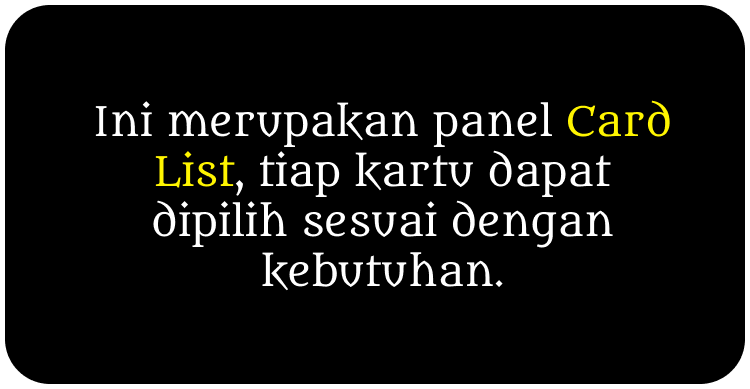 Ini merupakan panel Card
List, tiap kartu dapat
dipilih sesuai dengan
kebutuhan.